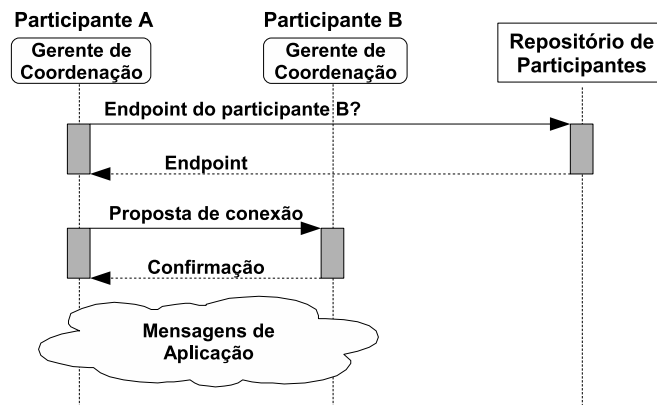 Participante A
Participante B
Gerente de
Coordenação
Gerente de
Coordenação
Repositório de
Participantes
Endpoint do participante B?
Endpoint
Proposta de conexão
Confirmação
Mensagens de
Aplicação